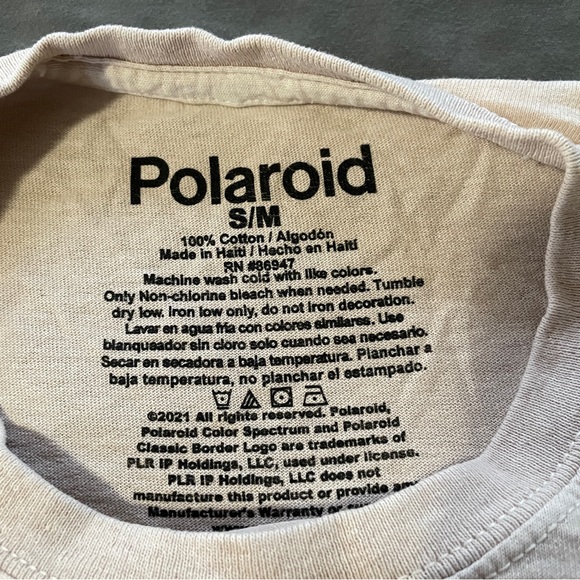 Polaroid
S/M
100% Cotton / Algodón
Made in Haiti / Hecho en Haití
RN #86947
Machine wash cold with like colors.
Only Non-chlorine bleach when needed. Tumble
dry low. Iron low only, do not iron decoration.
Lavar en agua fria con colores similares. Use
blanqueador sin cloro solo cuando sea necesario.
Secar en secadora a baja temperatura. Planchar a
baja temperatura, no planchar el estampado.
©2021 All rights reserved. Polaroid,
Polaroid Color Spectrum and Polaroid
Classic Border Logo are trademarks of
PLR IP Holdings, LLC, used under license.
PLR IP Holdings, LLC does not
manufacture this product or provide any
Manufacturer's Warranty or